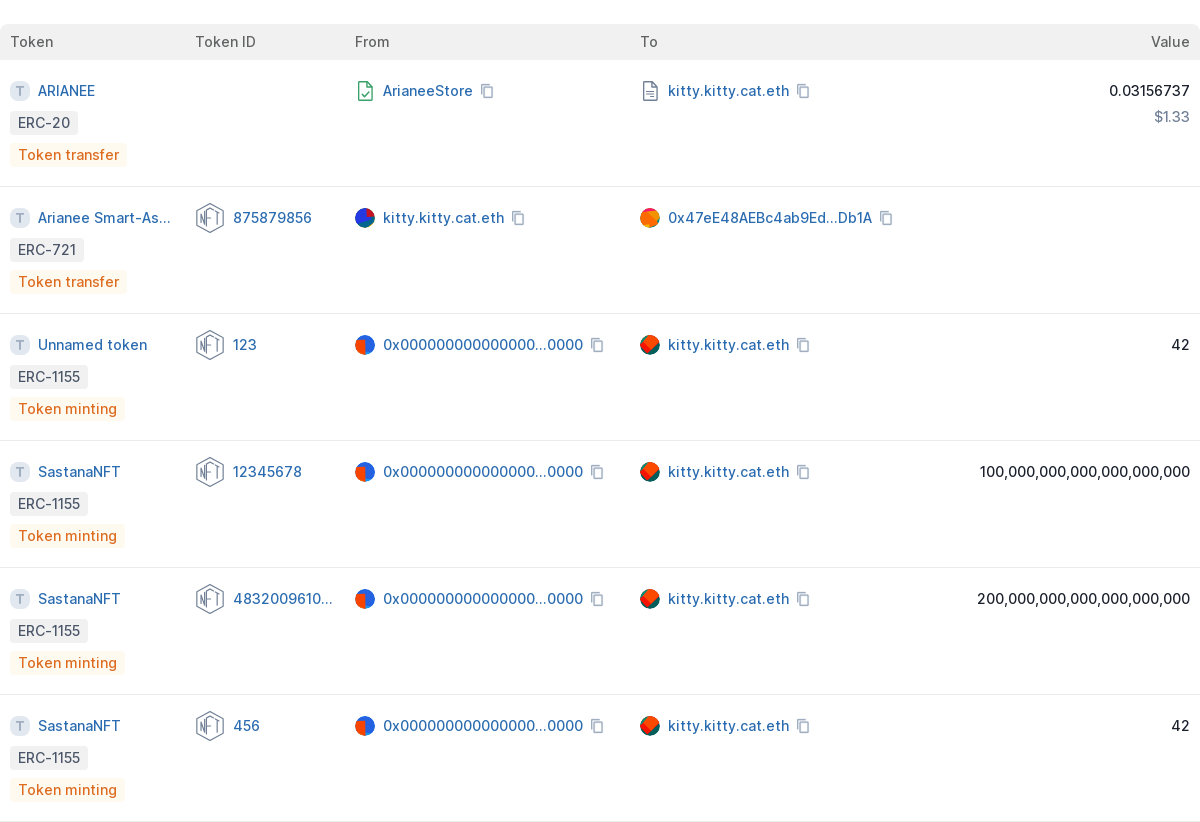 Token Token ID From To Value
T ARIANEE ArianeeStore kitty.kitty.cat.eth 0.03156737
$1.33
ERC-20
Token transfer
T Arianee Smart-As... NFT 875879856 kitty.kitty.cat.eth 0x47eE48AEBc4ab9Ed...Db1A
ERC-721
Token transfer
T Unnamed token NFT 123 0x000000000000000...0000 kitty.kitty.cat.eth 42
ERC-1155
Token minting
T SastanaNFT NFT 12345678 0x000000000000000...0000 kitty.kitty.cat.eth 100,000,000,000,000,000,000
ERC-1155
Token minting
T SastanaNFT NFT 4832009610... 0x000000000000000...0000 kitty.kitty.cat.eth 200,000,000,000,000,000,000
ERC-1155
Token minting
T SastanaNFT NFT 456 0x000000000000000...0000 kitty.kitty.cat.eth 42
ERC-1155
Token minting